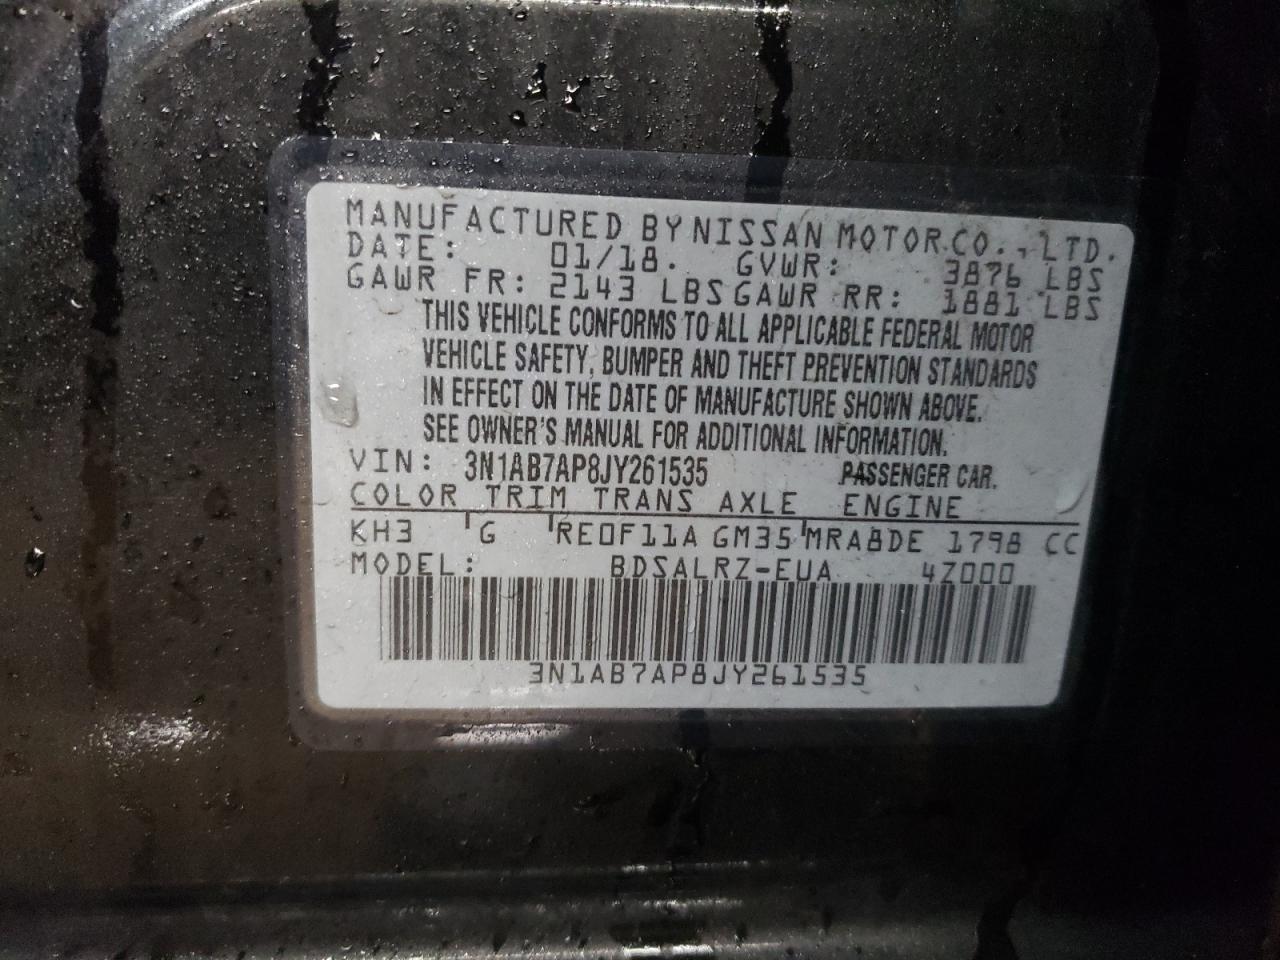 MANUFACTURED BY NISSAN MOTOR CO., LTD.
DATE: 01/18. GVWR: 3876 LBS
GAWR FR: 2143 LBS GAWR RR: 1881 LBS
THIS VEHICLE CONFORMS TO ALL APPLICABLE FEDERAL MOTOR
VEHICLE SAFETY, BUMPER AND THEFT PREVENTION STANDARDS
IN EFFECT ON THE DATE OF MANUFACTURE SHOWN ABOVE.
SEE OWNER'S MANUAL FOR ADDITIONAL INFORMATION.
VIN: 3N1AB7AP8JY261535 PASSENGER CAR.
COLOR TRIM TRANS AXLE ENGINE
KH3 G RE0F11A GM35 MRA8DE 1798 CC
MODEL: BDSALRZ-EUA 4Z000
3N1AB7AP8JY261535